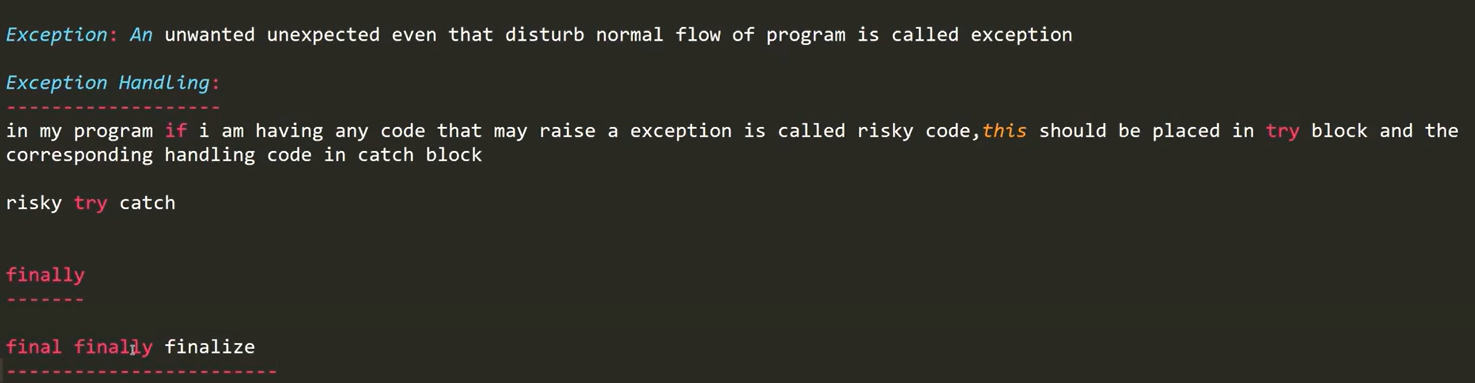 Exception: An unwanted unexpected even that disturb normal flow of program is called exception
Exception Handling:
-------------------
in my program if i am having any code that may raise a exception is called risky code,this should be placed in try block and the
corresponding handling code in catch block
risky try catch
finally
-------
final finally finalize
------------------------